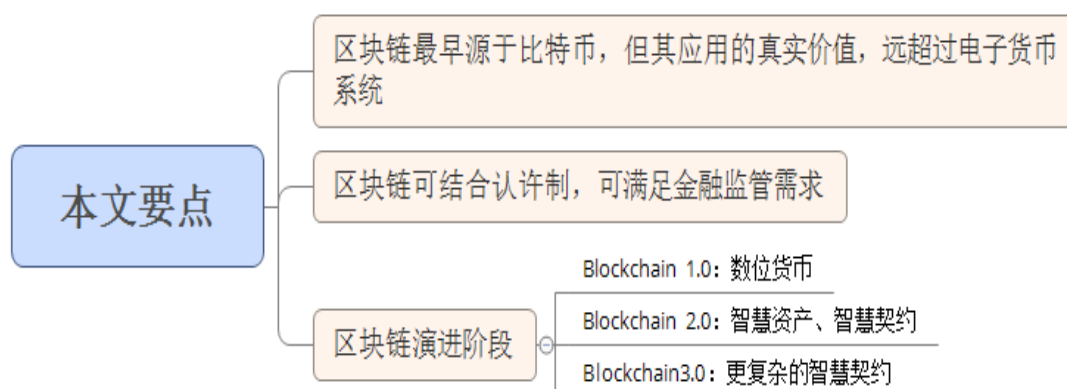 本文要点
区块链最早源于比特币，但其应用的真实价值，远超过电子货币
系统
区块链可结合认许制，可满足金融监管需求
区块链演进阶段
Blockchain 1.0：数位货币
Blockchain 2.0：智慧资产、智慧契约
Blockchain3.0：更复杂的智慧契约